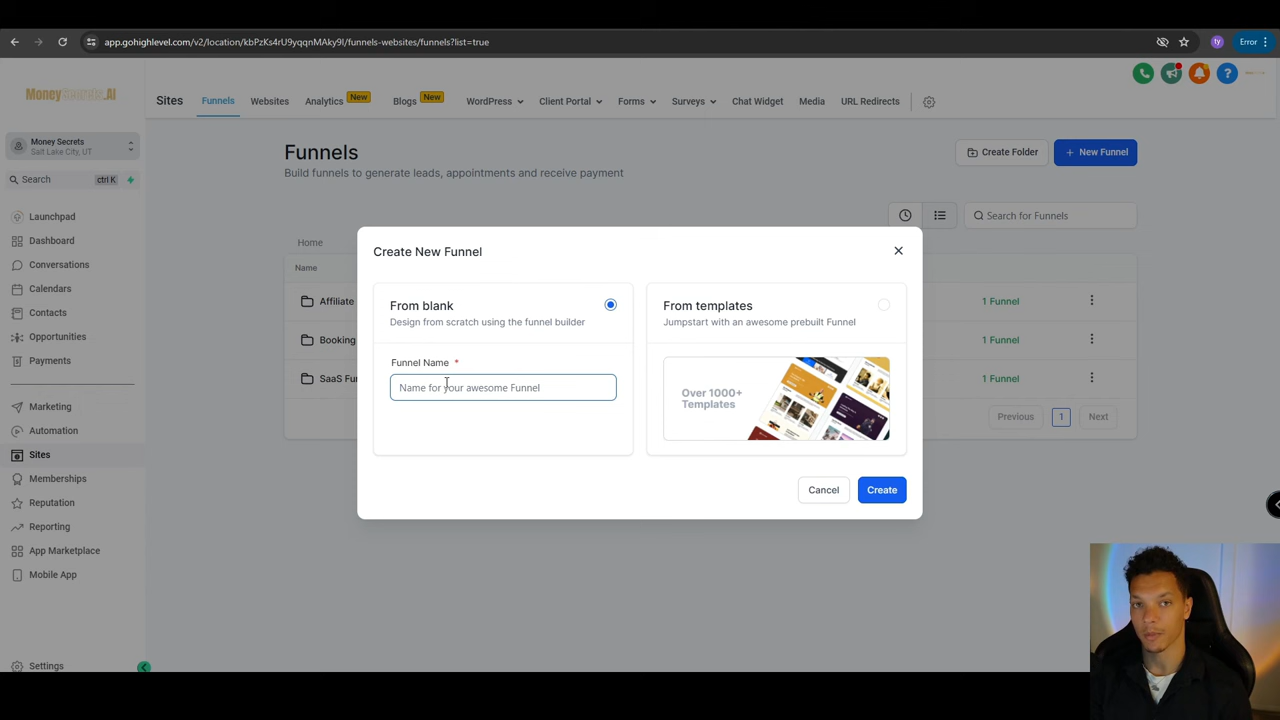 app.gohighlevel.com/v2/location/kbPzKs4rU9yqqnMAky9I/funnels-websites/funnels?list=true
ty
Error
MoneySecrets.AI
Sites
Funnels
Websites
Analytics
New
Blogs
New
WordPress
Client Portal
Forms
Surveys
Chat Widget
Media
URL Redirects
Money Secrets
Salt Lake City, UT
Search
ctrl K
Launchpad
Dashboard
Conversations
Calendars
Contacts
Opportunities
Payments
Marketing
Automation
Sites
Memberships
Reputation
Reporting
App Marketplace
Mobile App
Settings
Funnels
Build funnels to generate leads, appointments and receive payment
Create Folder
+ New Funnel
Search for Funnels
Home
Name
Affiliate
1 Funnel
Booking
1 Funnel
SaaS Fu
1 Funnel
Previous
1
Next
Create New Funnel
From blank
Design from scratch using the funnel builder
Funnel Name *
Name for your awesome Funnel
From templates
Jumpstart with an awesome prebuilt Funnel
Over 1000+
Templates
Cancel
Create